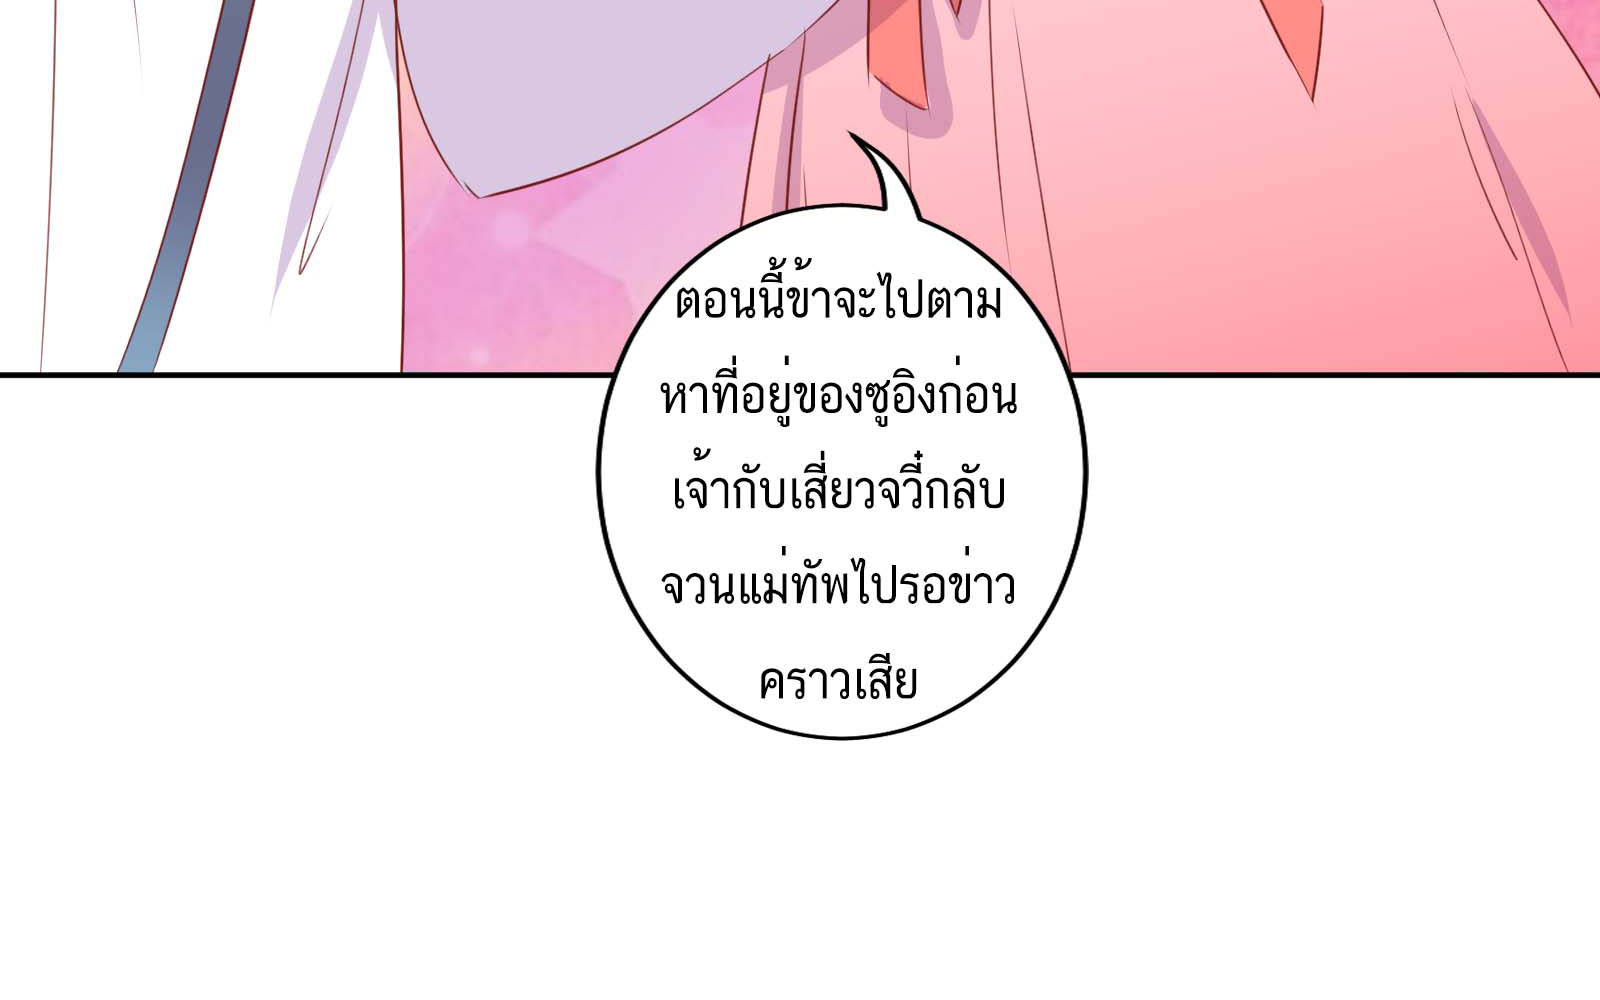 ตอนนี้ข้าจะไปตาม
หาที่อยู่ของซูอิงก่อน
เจ้ากับเสี่ยวจวี๋กลับ
จวนแม่ทัพไปรอข่าว
คราวเสีย